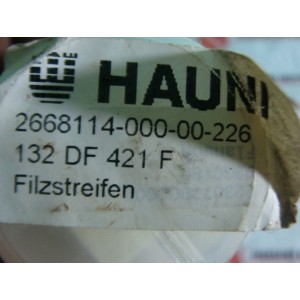 HAUNI
2668114-000-00-226
132 DF 421 F
Filzstreifen